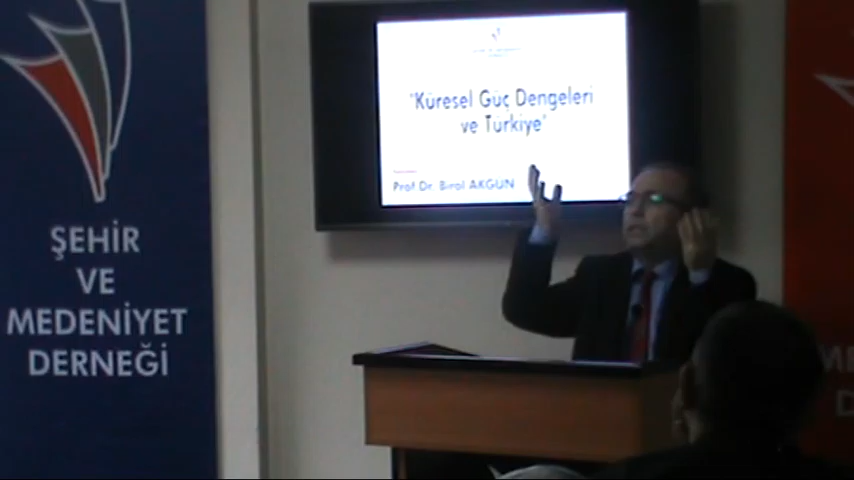 ŞEHİR
VE
MEDENİYET
DERNEĞİ
'Küresel Güç Dengeleri
ve Türkiye'
Prof.Dr. Birol AKGÜN